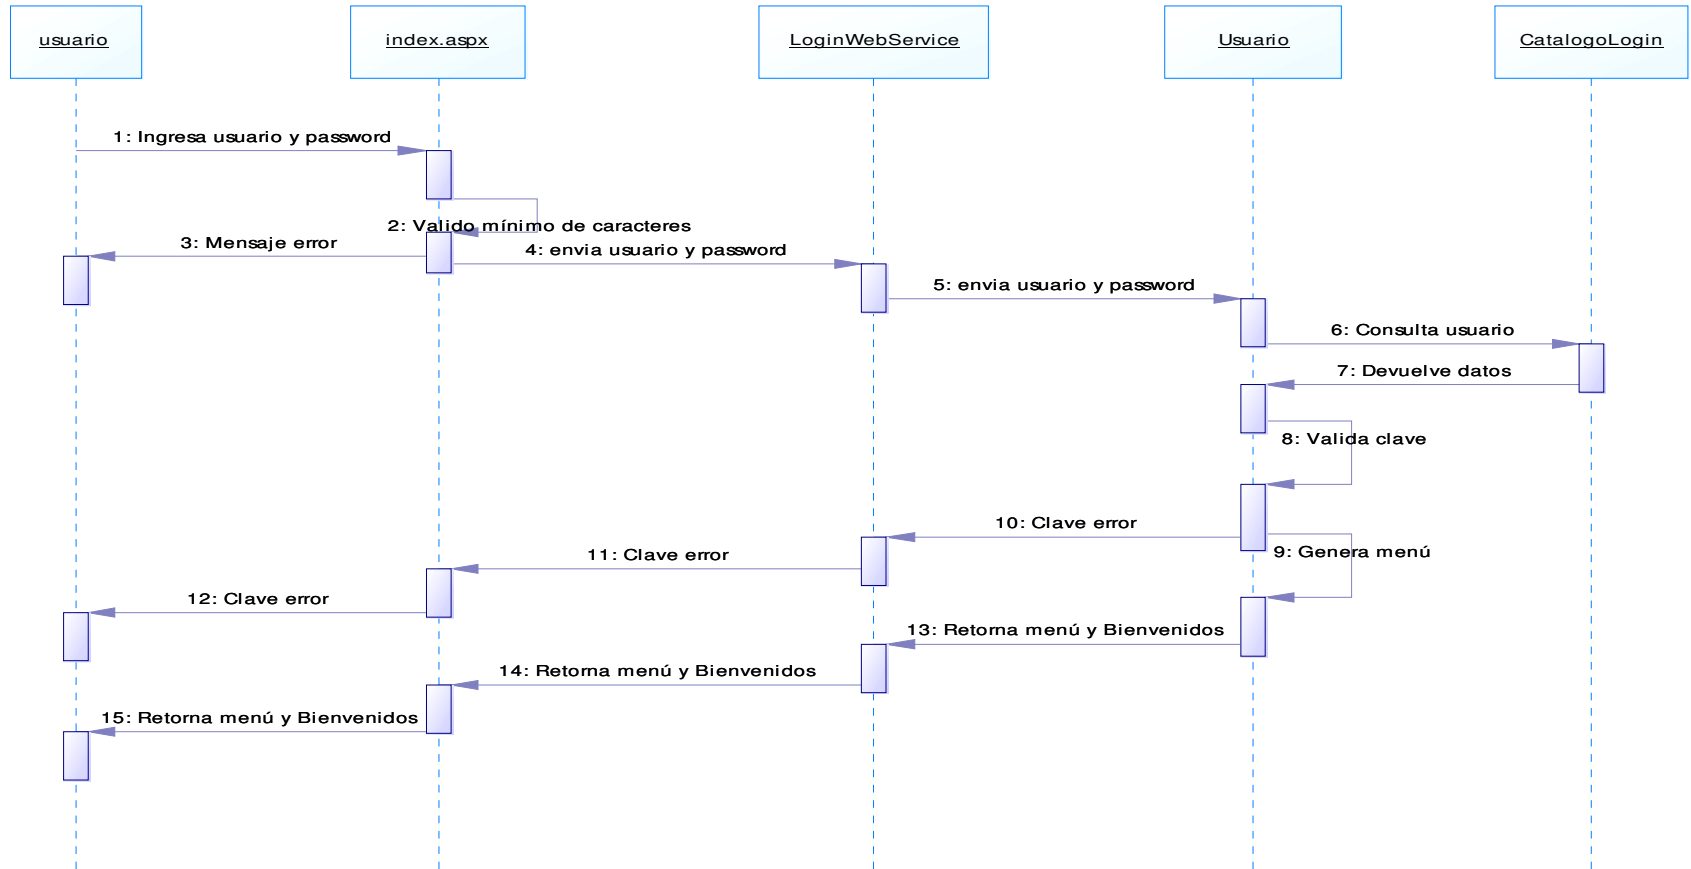 usuario
index.aspx
LoginWebService
Usuario
CatalogoLogin
1: Ingresa usuario y password
2: Valido mínimo de caracteres
3: Mensaje error
4: envia usuario y password
5: envia usuario y password
6: Consulta usuario
7: Devuelve datos
8: Valida clave
10: Clave error
9: Genera menú
11: Clave error
12: Clave error
13: Retorna menú y Bienvenidos
14: Retorna menú y Bienvenidos
15: Retorna menú y Bienvenidos